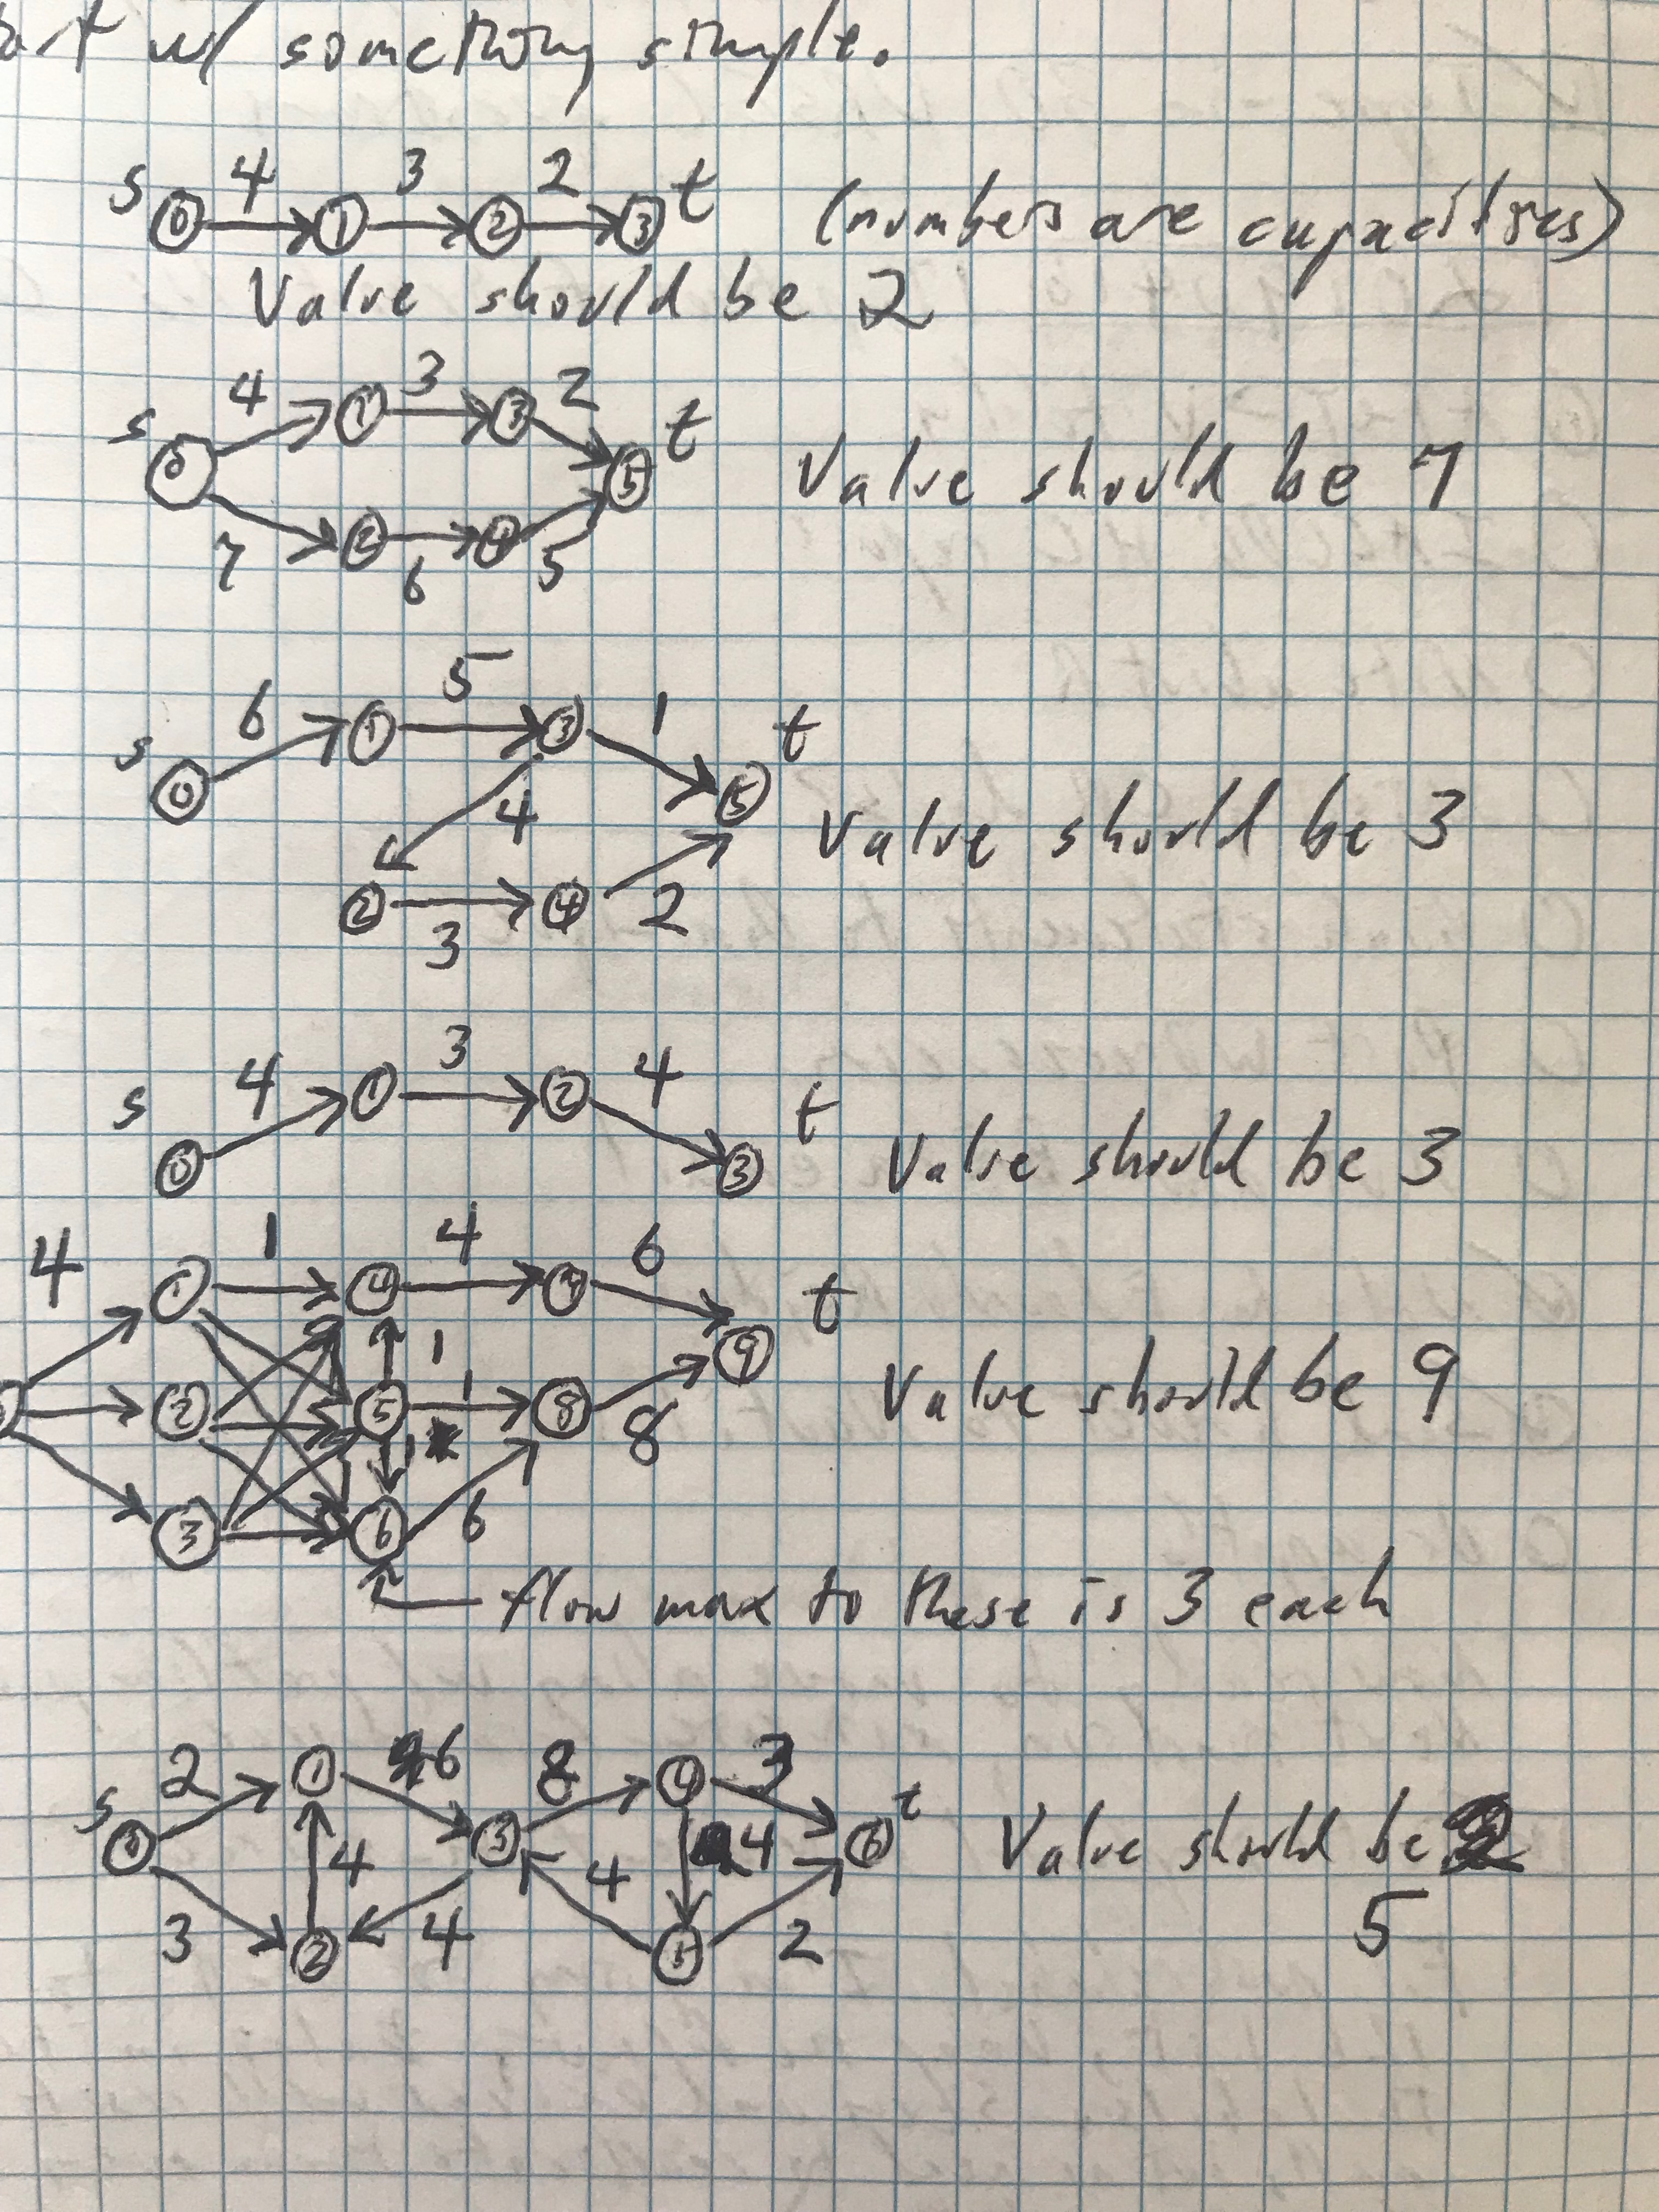 w/ something simple.
4 3 2
s 0 1 2 3 t (numbers are capacities)
Value should be 2
4 3 2
1 3
s 0 5 t Value should be 7
2 4
7 6 5
6 5 1
1 3 t
s 0 5 Value should be 3
4
2 4
3 2
3
4 1 2 4
s t
0 3 Value should be 3
4 1 4 6
1 4 7 t
1 9
2 5 1 8 8 Value should be 9
3 6 6
flow max to these is 3 each
2 1 6 8 4 3
s 0 4 3 4 4 6 t Value should be
3 2 4 5 2 5